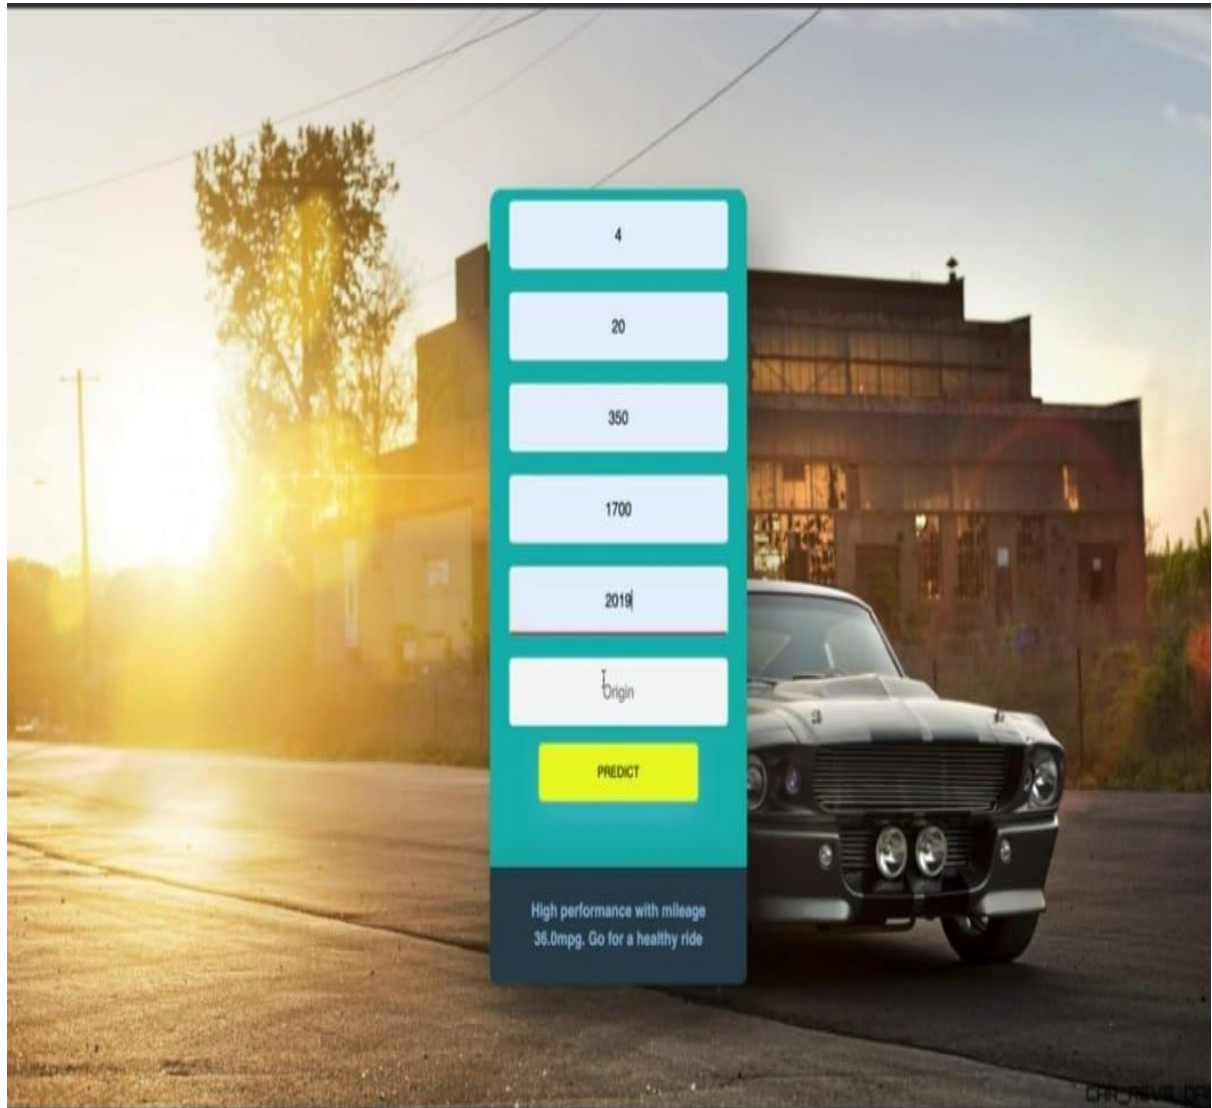 4
20
350
1700
2019
Origin
PREDICT
High performance with mileage
36.0mpg. Go for a healthy ride